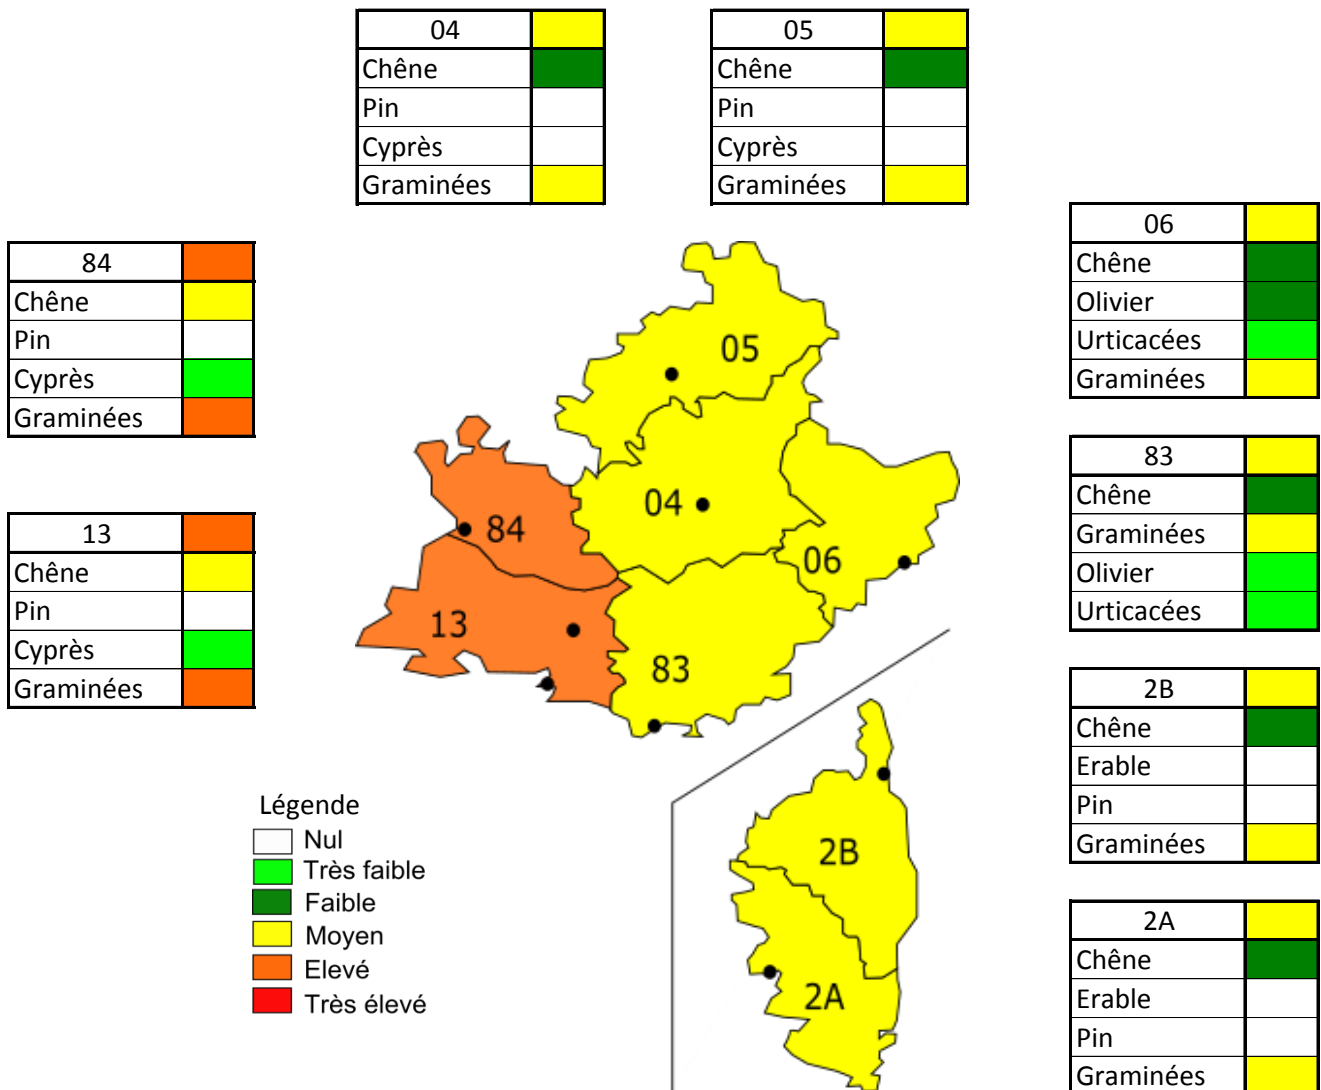 04
Chêne
Pin
Cyprès
Graminées
05
Chêne
Pin
Cyprès
Graminées
84
Chêne
Pin
Cyprès
Graminées
13
Chêne
Pin
Cyprès
Graminées
06
Chêne
Olivier
Urticacées
Graminées
83
Chêne
Graminées
Olivier
Urticacées
2B
Chêne
Erable
Pin
Graminées
2A
Chêne
Erable
Pin
Graminées
05
04
84
06
13
83
2B
2A
Légende
Nul
Très faible
Faible
Moyen
Elevé
Très élevé